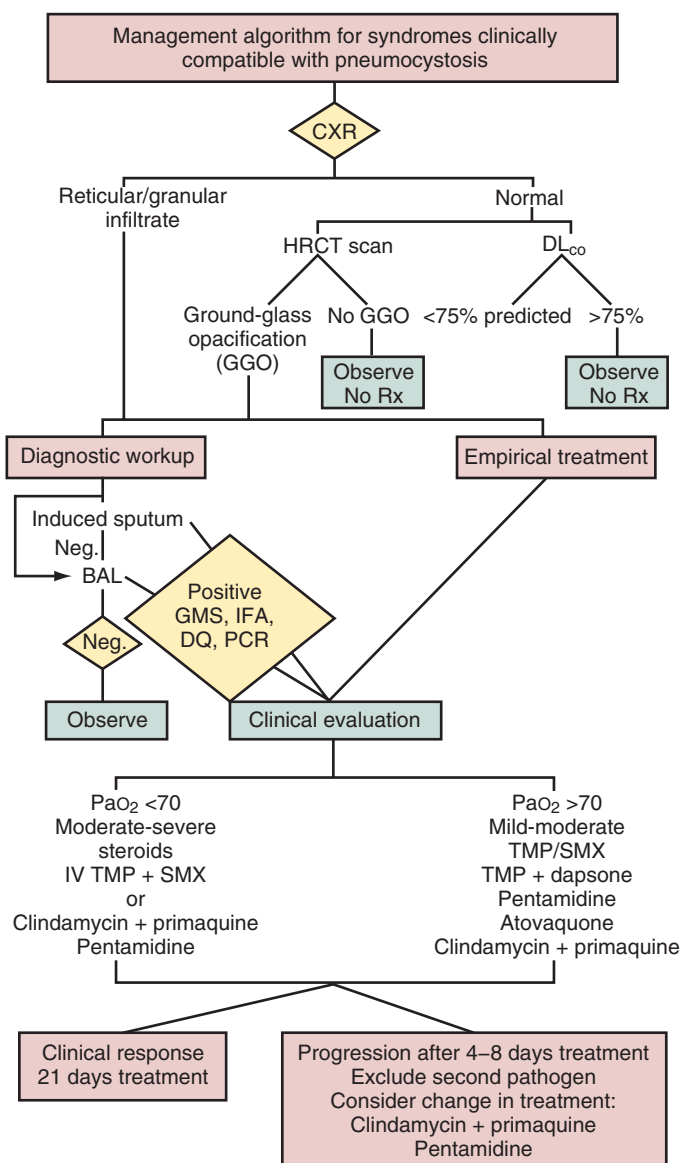 Management algorithm for syndromes clinically
compatible with pneumocystosis
CXR
Reticular/granular
infiltrate
Normal
HRCT scan
DLco
Ground-glass
opacification
(GGO)
No GGO
<75% predicted
>75%
Observe
No Rx
Observe
No Rx
Diagnostic workup
Empirical treatment
Induced sputum
Neg.
BAL
Positive
GMS, IFA,
DQ, PCR
Neg.
Observe
Clinical evaluation
PaO2 <70
Moderate-severe
steroids
IV TMP + SMX
or
Clindamycin + primaquine
Pentamidine
PaO2 >70
Mild-moderate
TMP/SMX
TMP + dapsone
Pentamidine
Atovaquone
Clindamycin + primaquine
Clinical response
21 days treatment
Progression after 4–8 days treatment
Exclude second pathogen
Consider change in treatment:
Clindamycin + primaquine
Pentamidine